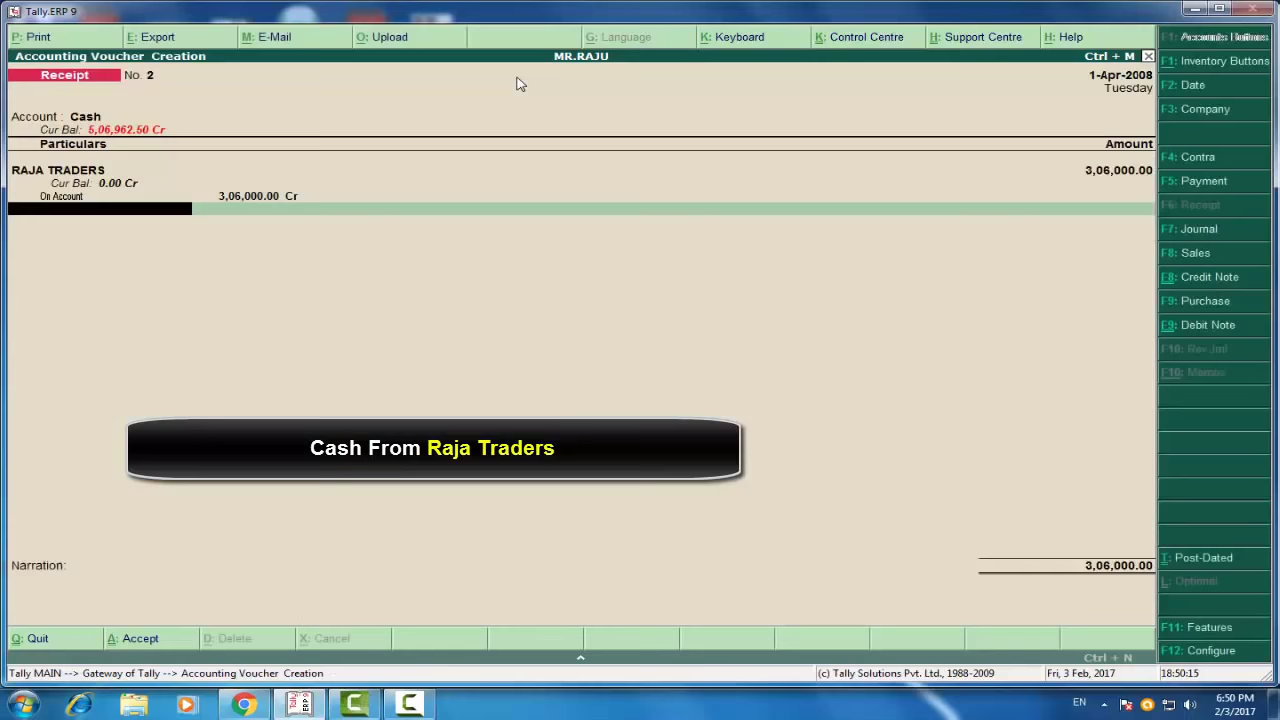 Tally.ERP 9
P: Print E: Export M: E-Mail O: Upload G: Language K: Keyboard K: Control Centre H: Support Centre H: Help
Accounting Voucher Creation MR.RAJU Ctrl + M
Receipt No. 2 1-Apr-2008
Tuesday
Account : Cash
Cur Bal: 5,06,962.50 Cr
Particulars Amount
RAJA TRADERS 3,06,000.00
Cur Bal: 0.00 Cr
On Account 3,06,000.00 Cr
Cash From Raja Traders
Narration: 3,06,000.00
F1: Inventory Buttons
F2: Date
F3: Company
F4: Contra
F5: Payment
F6: Receipt
F7: Journal
F8: Sales
F8: Credit Note
F9: Purchase
F9: Debit Note
F10: Rev Jrnl
F10: Memos
T: Post-Dated
L: Optional
F11: Features
F12: Configure
Q: Quit A: Accept D: Delete X: Cancel
Ctrl + N
Tally MAIN --> Gateway of Tally --> Accounting Voucher Creation (c) Tally Solutions Pvt. Ltd., 1988-2009 Fri, 3 Feb, 2017 18:50:15
EN 6:50 PM
2/3/2017